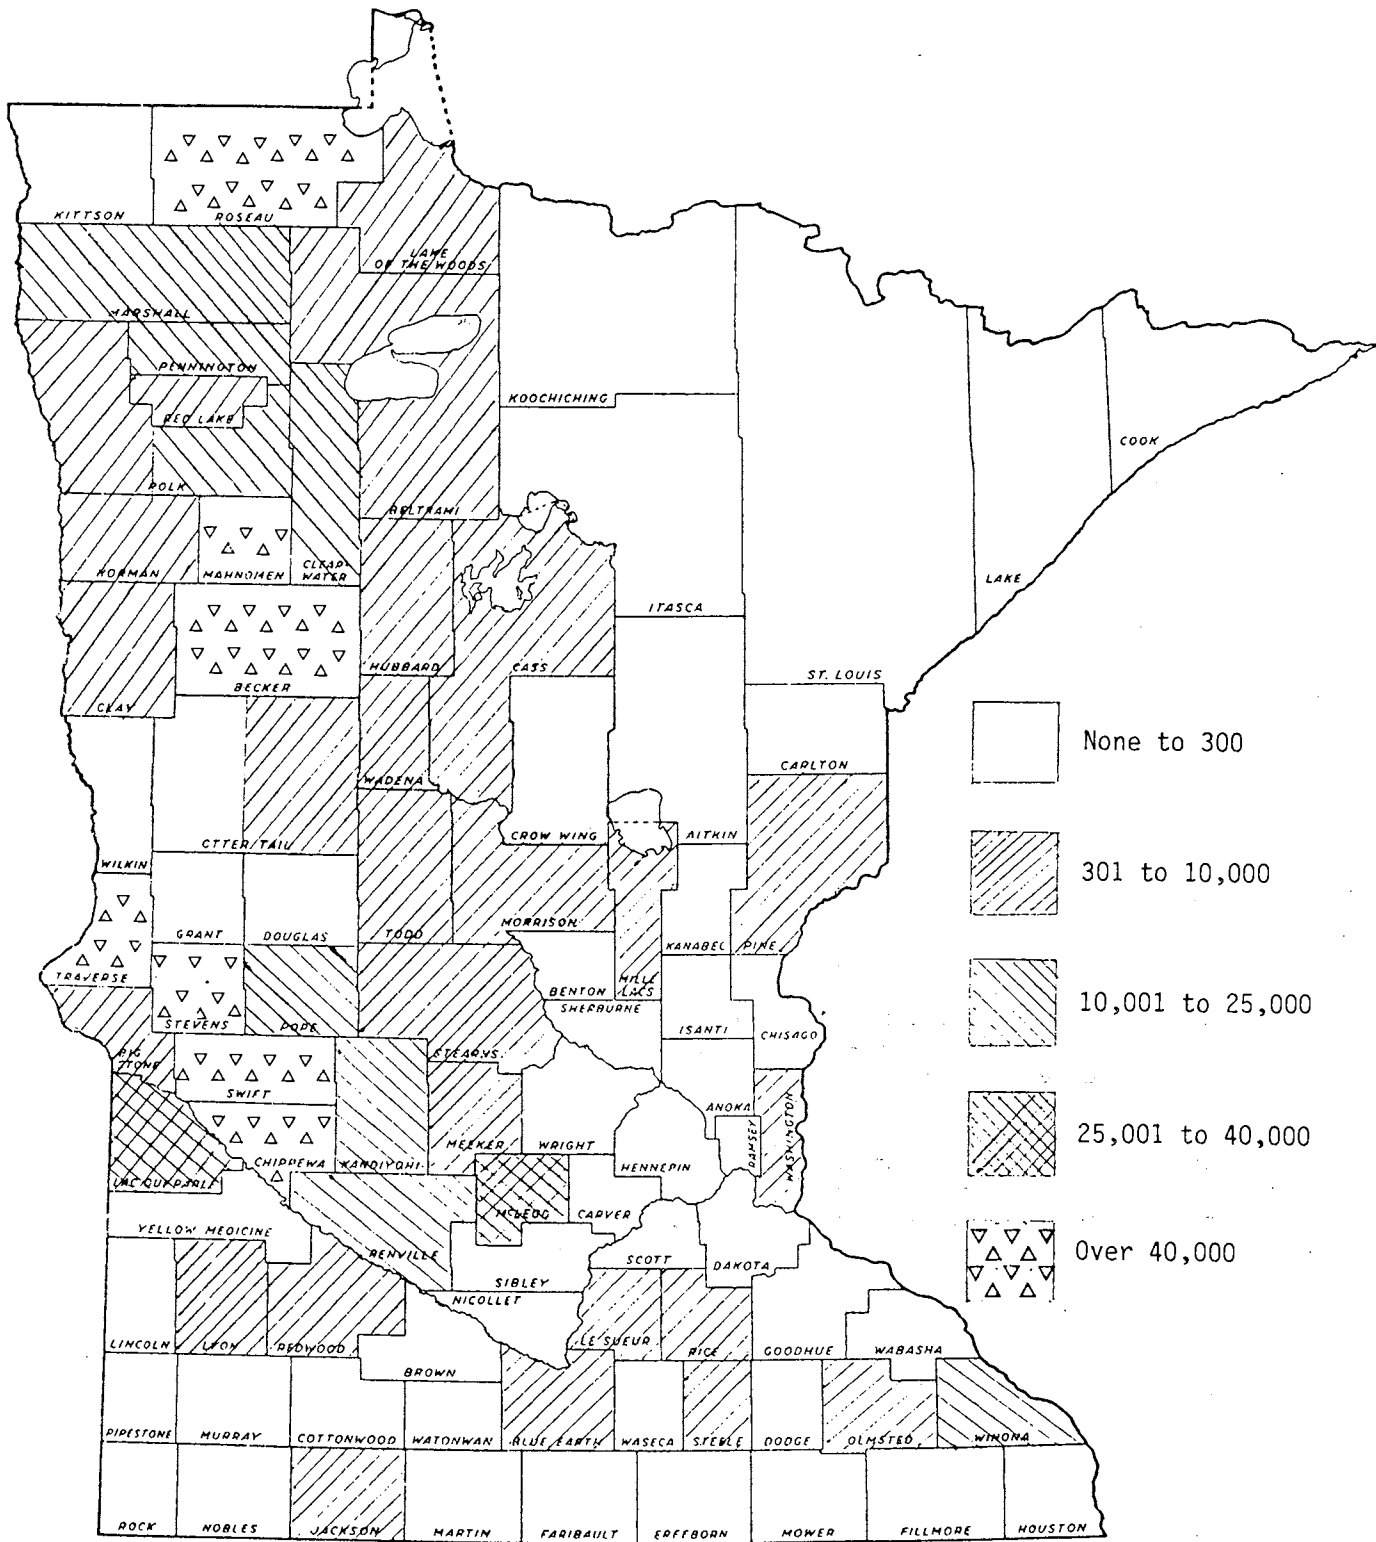 KITTSON
ROSEAU
LAKE
OF THE WOODS
MARSHALL
PENNINGTON
RED LAKE
KOOCHICHING
COOK
POLK
BELTRAMI
NORMAN
MAHNOMEN
CLEAR-
WATER
LAKE
ITASCA
HUBBARD
CASS
ST. LOUIS
BECKER
CLAY
None to 300
CARLTON
WADENA
CROW WING
AITKIN
OTTER TAIL
WILKIN
301 to 10,000
MORRISON
GRANT
DOUGLAS
TODD
KANABEC
PINE
TRAVERSE
BENTON
MILLE
LACS
SHERBURNE
10,001 to 25,000
STEVENS
POPE
ISANTI
CHISAGO
BIG
STONE
STEARNS
SWIFT
ANOKA
RAMSEY
WASHINGTON
25,001 to 40,000
MEEKER
WRIGHT
CHIPPEWA
KANDIYOHI
HENNEPIN
LAC QUI PARLE
MCLEOD
CARVER
YELLOW MEDICINE
RENVILLE
SCOTT
DAKOTA
Over 40,000
SIBLEY
NICOLLET
LINCOLN
LYON
REDWOOD
LE SUEUR
RICE
GOODHUE
WABASHA
BROWN
PIPESTONE
MURRAY
COTTONWOOD
WATONWAN
BLUE EARTH
WASECA
STEELE
DODGE
OLMSTED
WINONA
ROCK
NOBLES
JACKSON
MARTIN
FARIBAULT
FREEBORN
MOWER
FILLMORE
HOUSTON